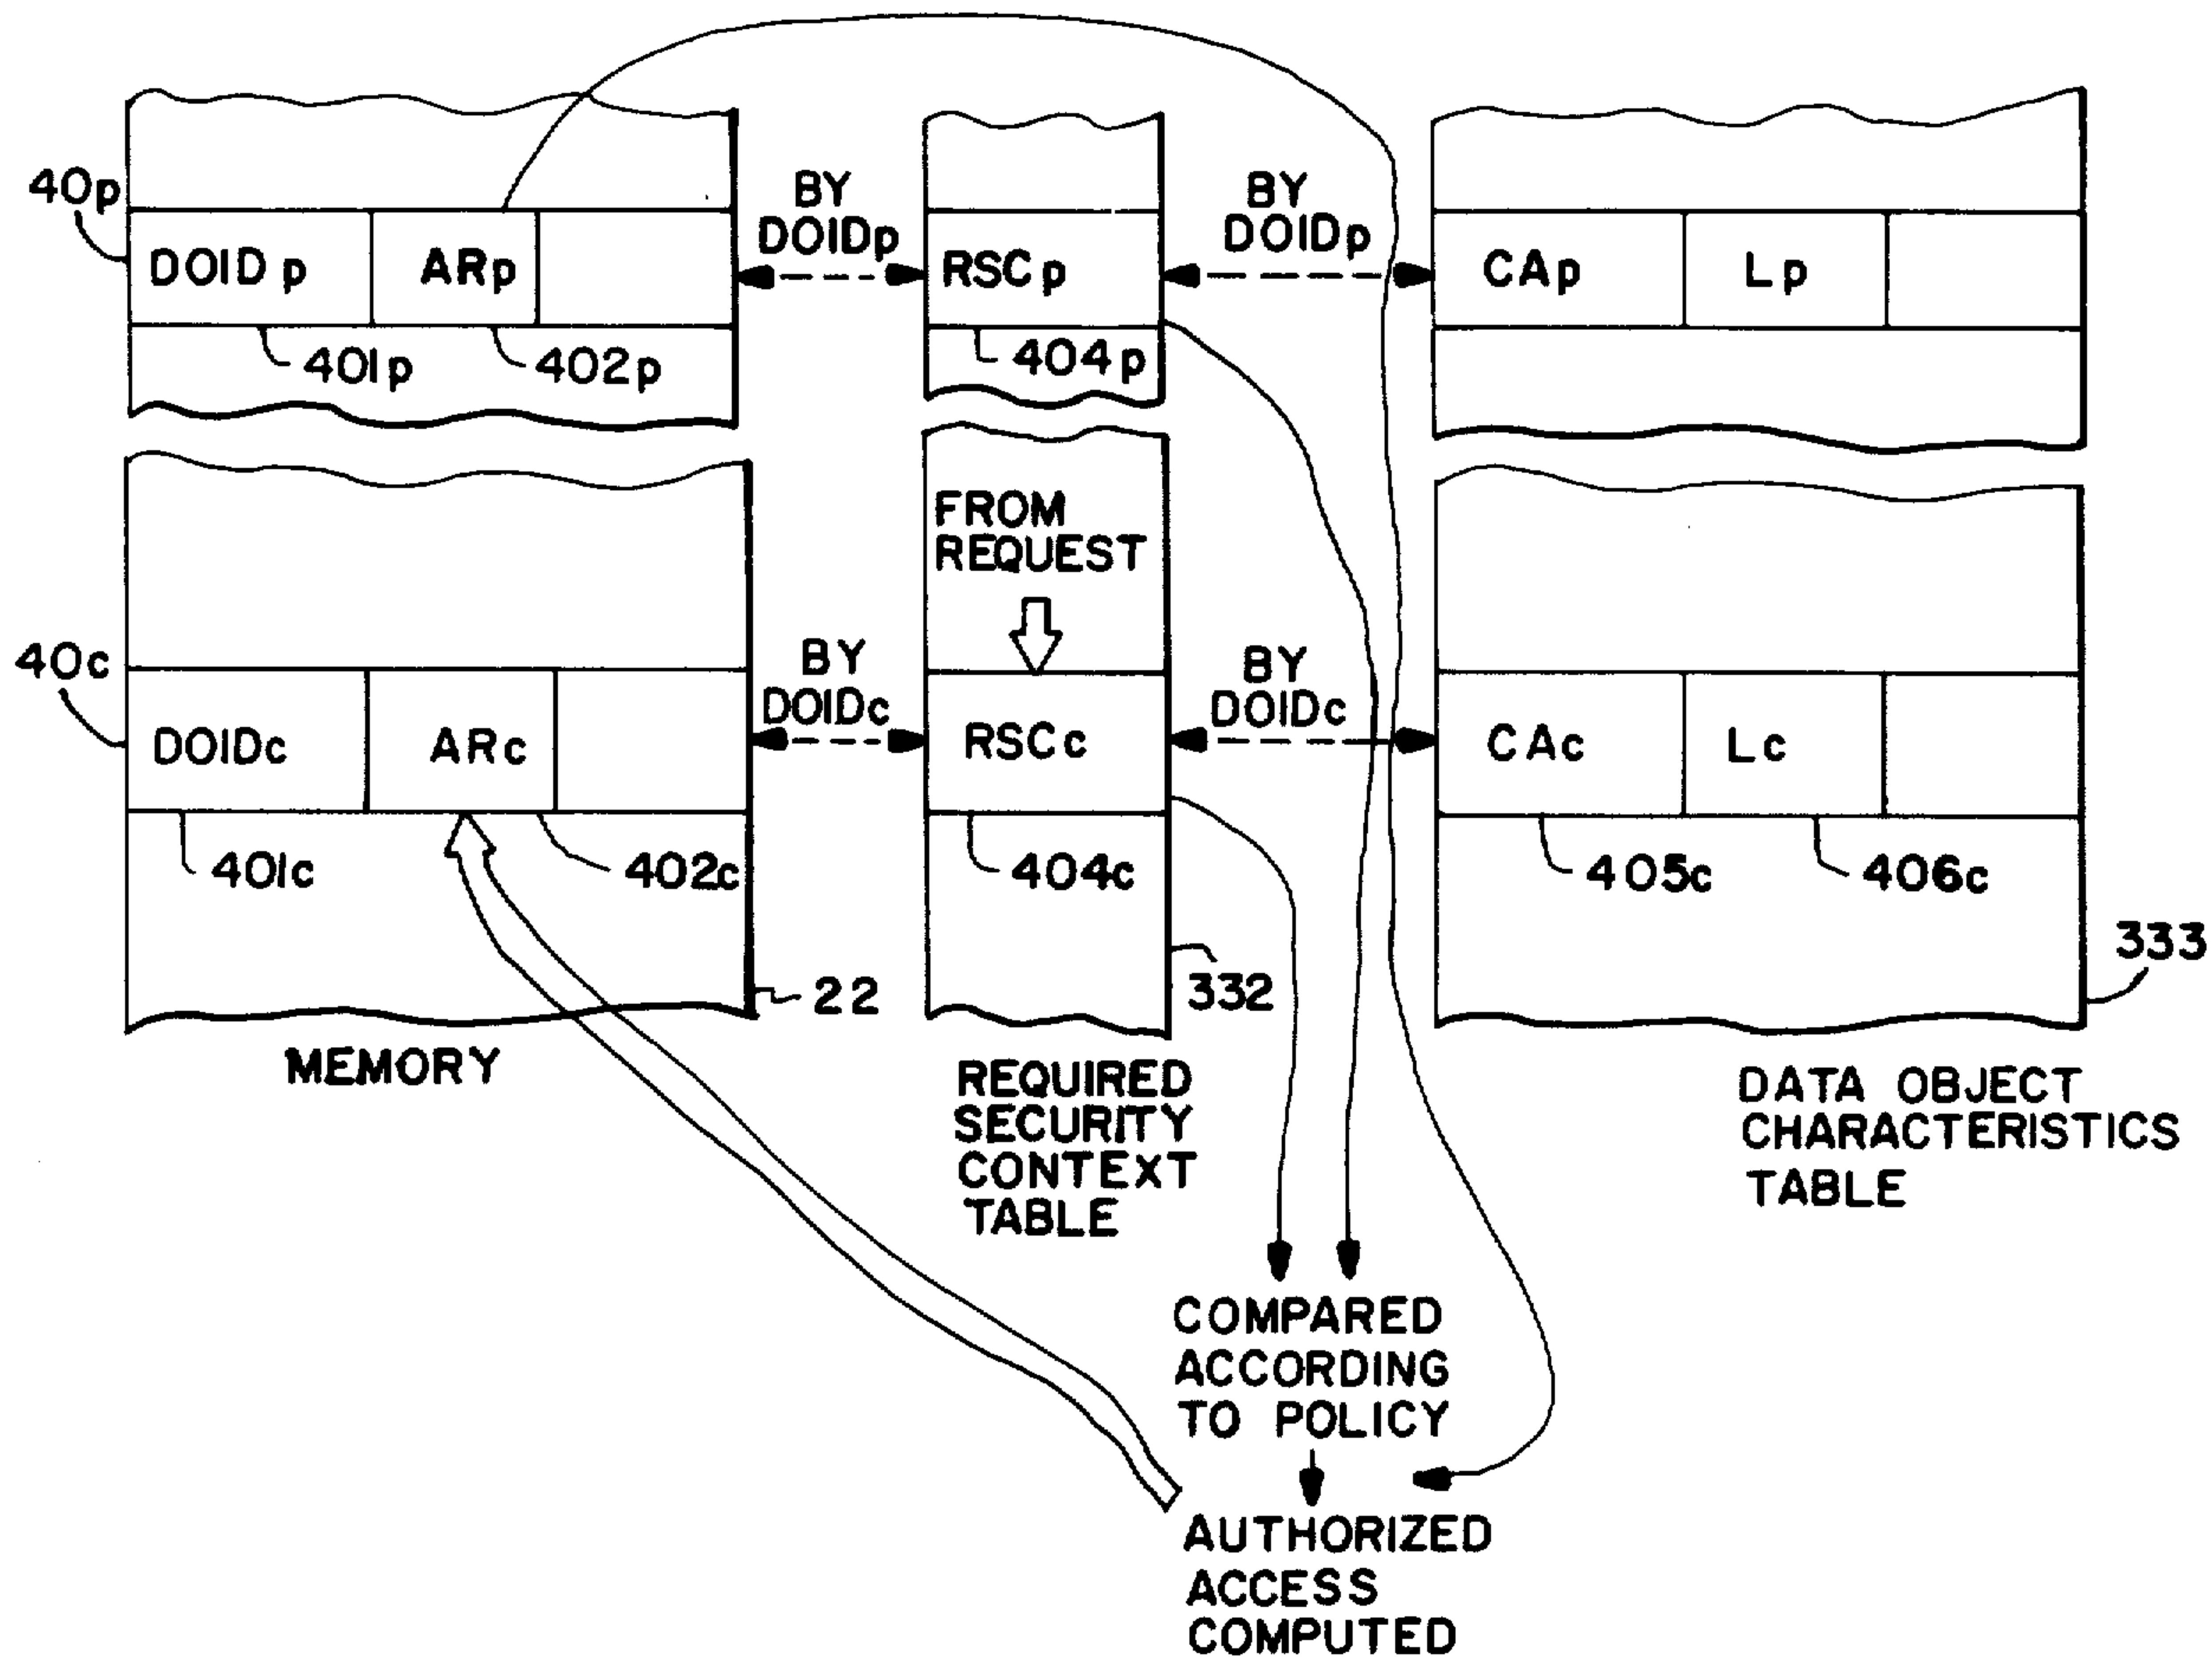 40p
DOIDp
ARp
401p
402p
BY
DOIDp
RSCp
404p
BY
DOIDp
CAp
Lp
40c
DOIDc
ARc
401c
402c
22
MEMORY
BY
DOIDc
FROM
REQUEST
RSCc
404c
332
REQUIRED
SECURITY
CONTEXT
TABLE
BY
DOIDc
CAc
Lc
405c
406c
333
DATA OBJECT
CHARACTERISTICS
TABLE
COMPARED
ACCORDING
TO POLICY
AUTHORIZED
ACCESS
COMPUTED